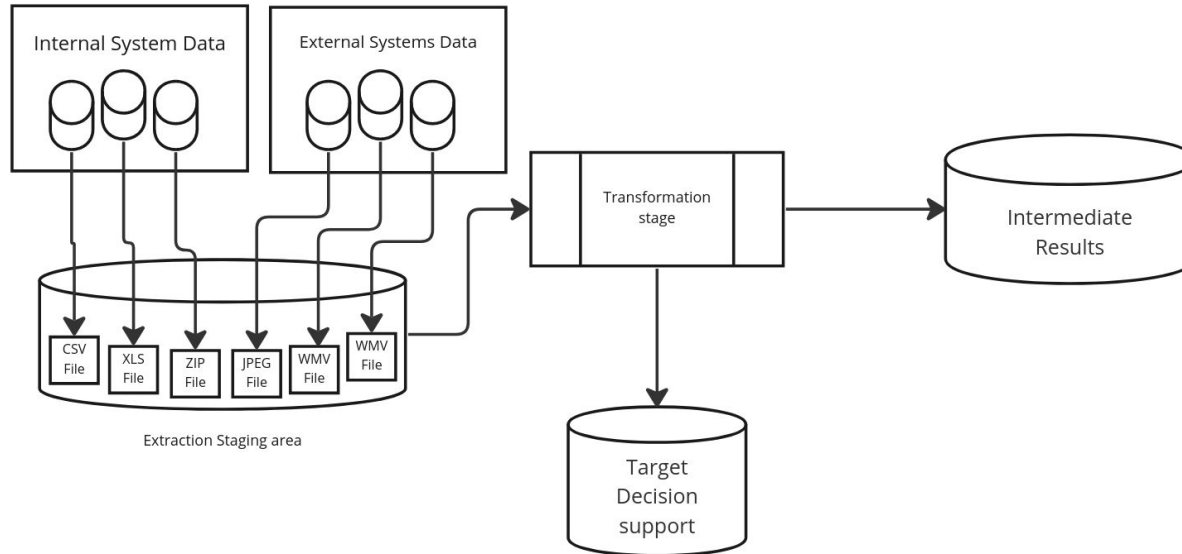 Internal System Data
External Systems Data
Transformation
stage
Intermediate
Results
CSV
File
XLS
File
ZIP
File
JPEG
File
WMV
File
WMV
File
Extraction Staging area
Target
Decision
support